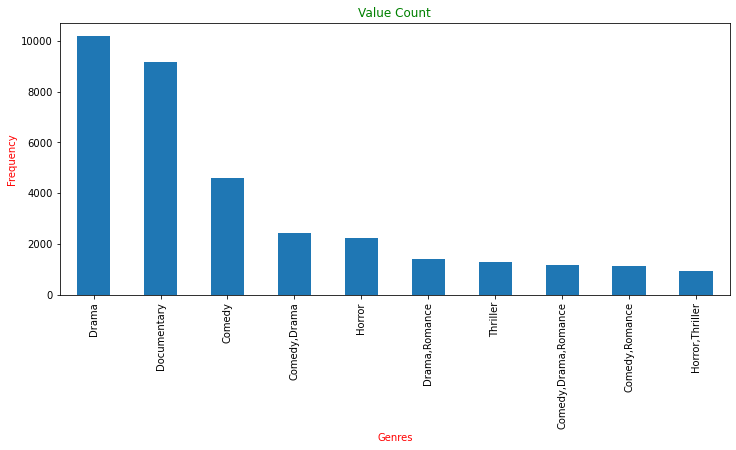 Value Count
Frequency
10000
8000
6000
4000
2000
0
Drama
Documentary
Comedy
Comedy,Drama
Horror
Drama,Romance
Thriller
Comedy,Drama,Romance
Comedy,Romance
Horror,Thriller
Genres